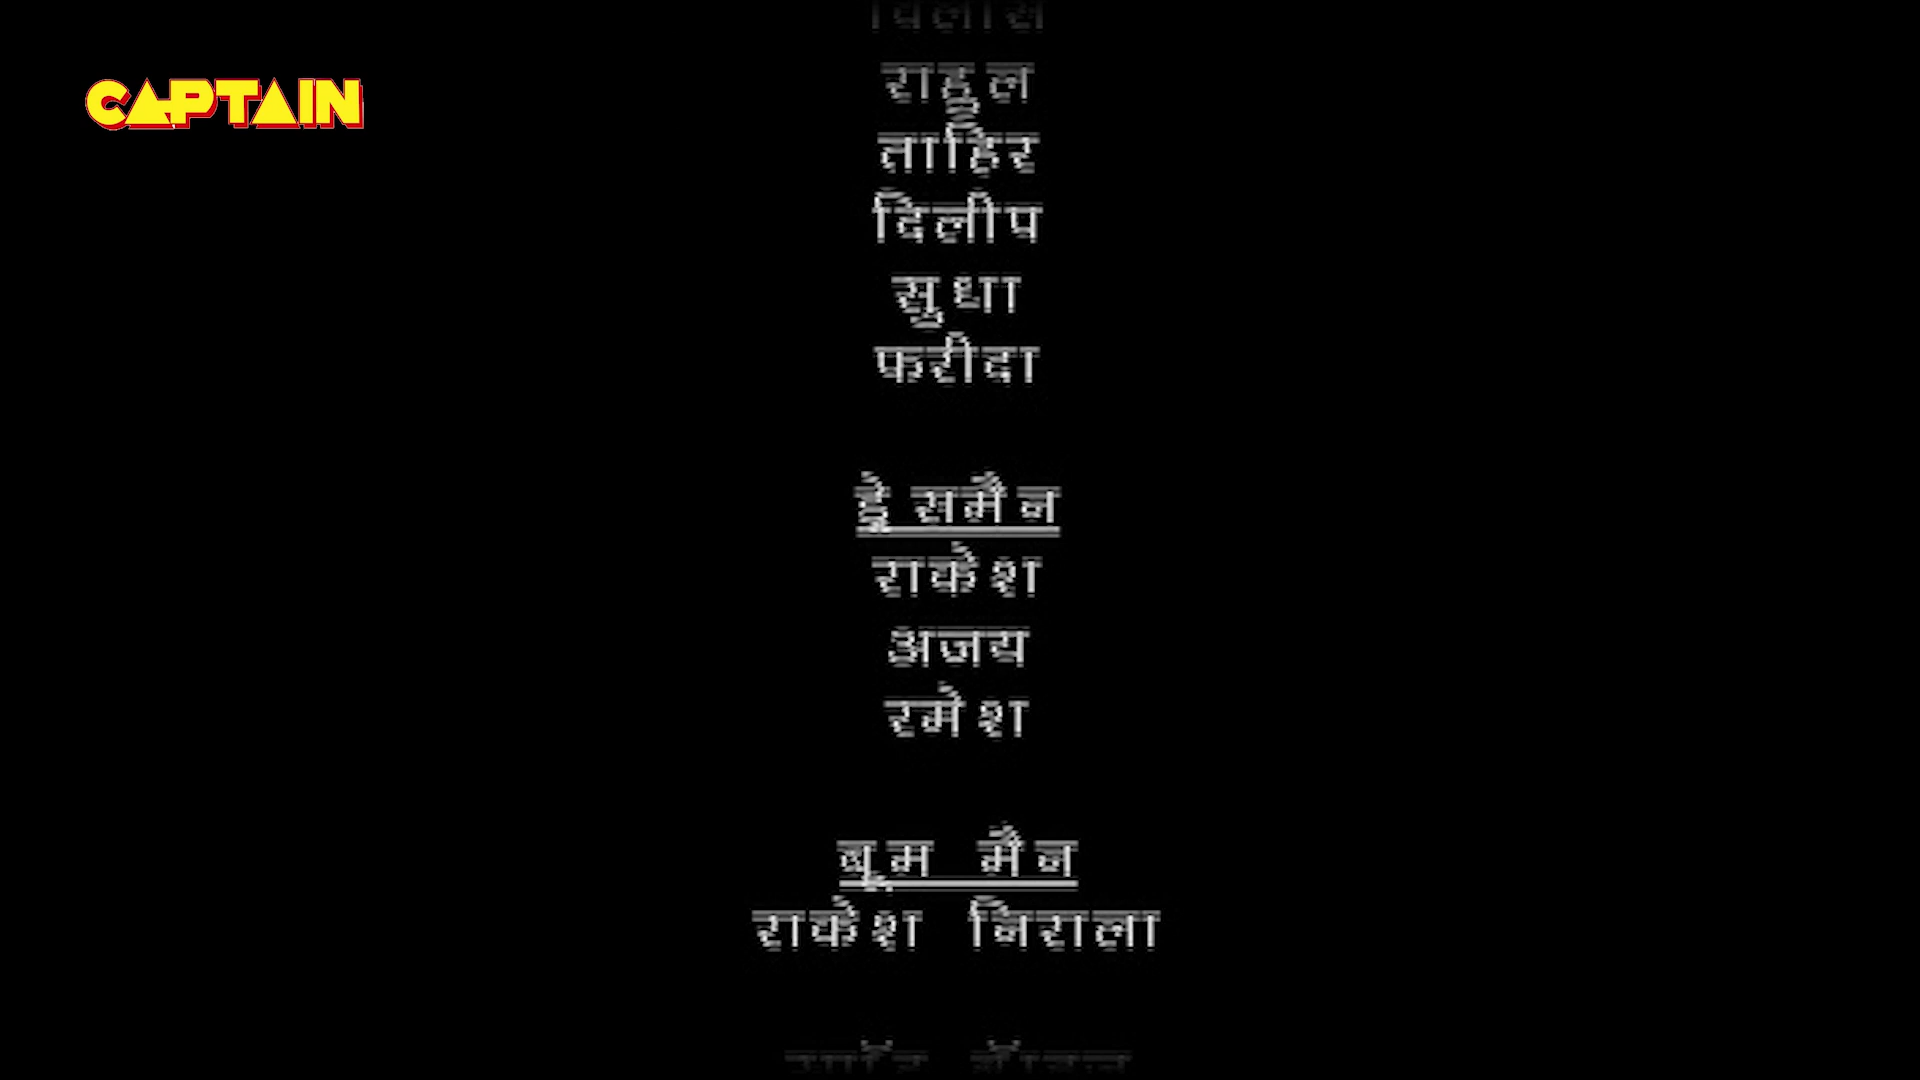 CAPTAIN
विलास
राहूल
ताहिर
दिलीप
सुधा
फरीदा
ड्रेसमैन
राकेश
अजय
रमेश
बूम मैन
राकेश निराला